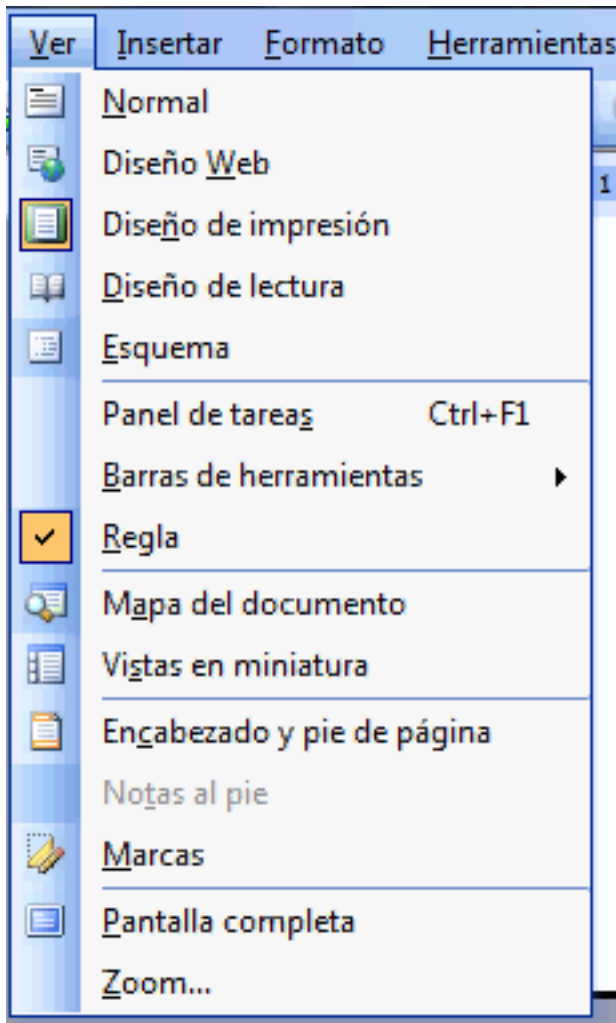 Ver Insertar Formato Herramientas
Normal
Diseño Web
1
Diseño de impresión
Diseño de lectura
Esquema
Panel de tareas Ctrl+F1
Barras de herramientas
Regla
Mapa del documento
Vistas en miniatura
Encabezado y pie de página
Notas al pie
Marcas
Pantalla completa
Zoom...